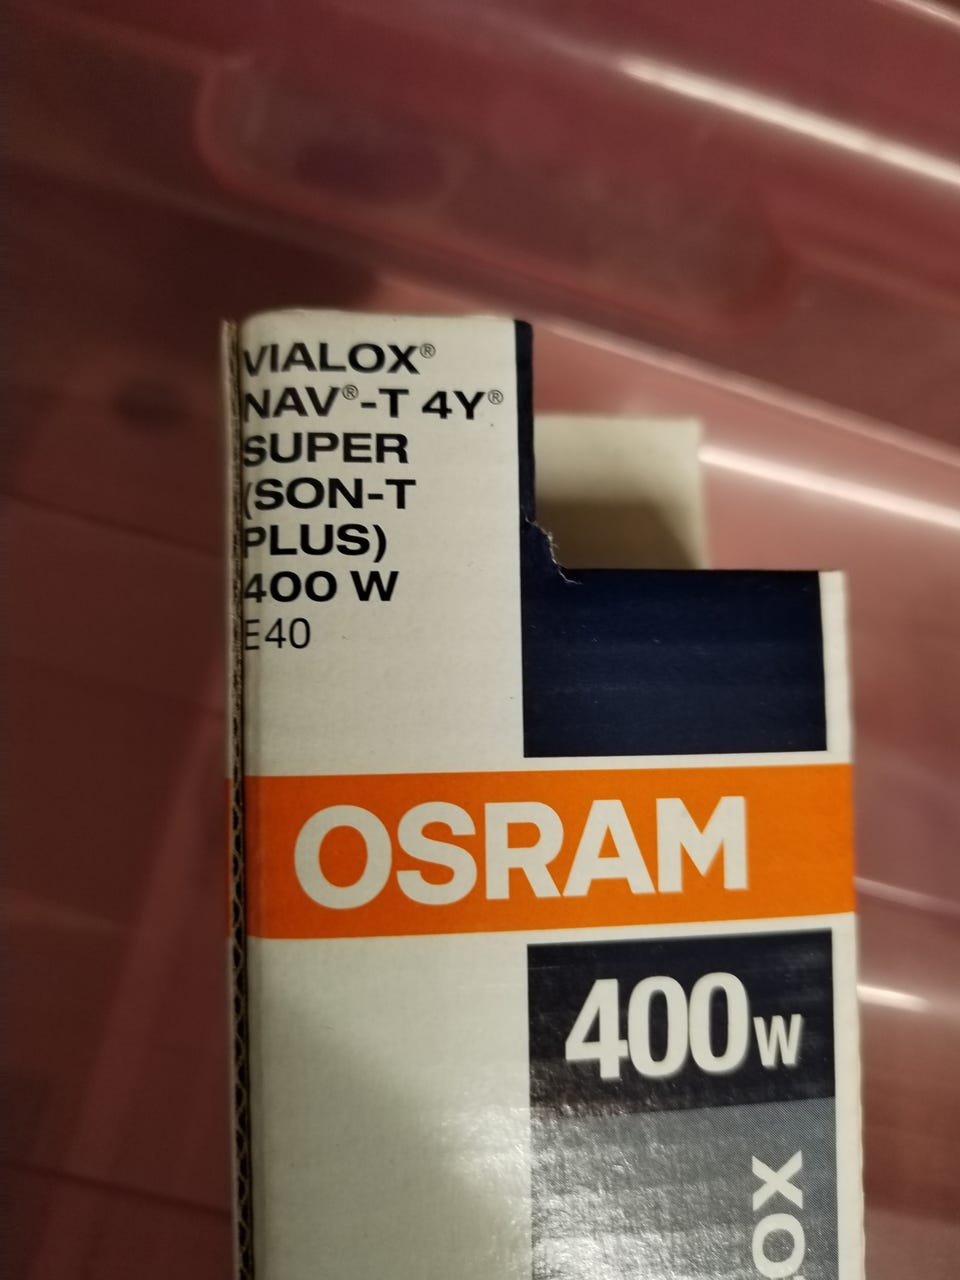 VIALOX®
NAV®-T 4Y®
SUPER
(SON-T
PLUS)
400 W
E40
OSRAM
400W